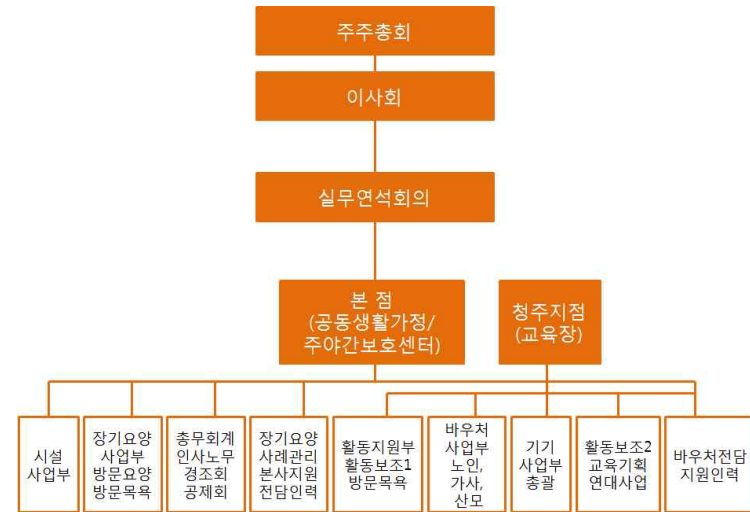 주주총회
이사회
실무연석회의
본 점
(공동생활가정/
주야간보호센터)
청주지점
(교육장)
시설
사업부
장기요양
사업부
방문요양
방문목욕
총무회계
인사노무
경조회
공제회
장기요양
사례관리
본사지원
전담인력
활동지원부
활동보조1
방문목욕
바우처
사업부
노인,
가사,
산모
기기
사업부
총괄
활동보조2
교육기획
연대사업
바우처전담
지원인력